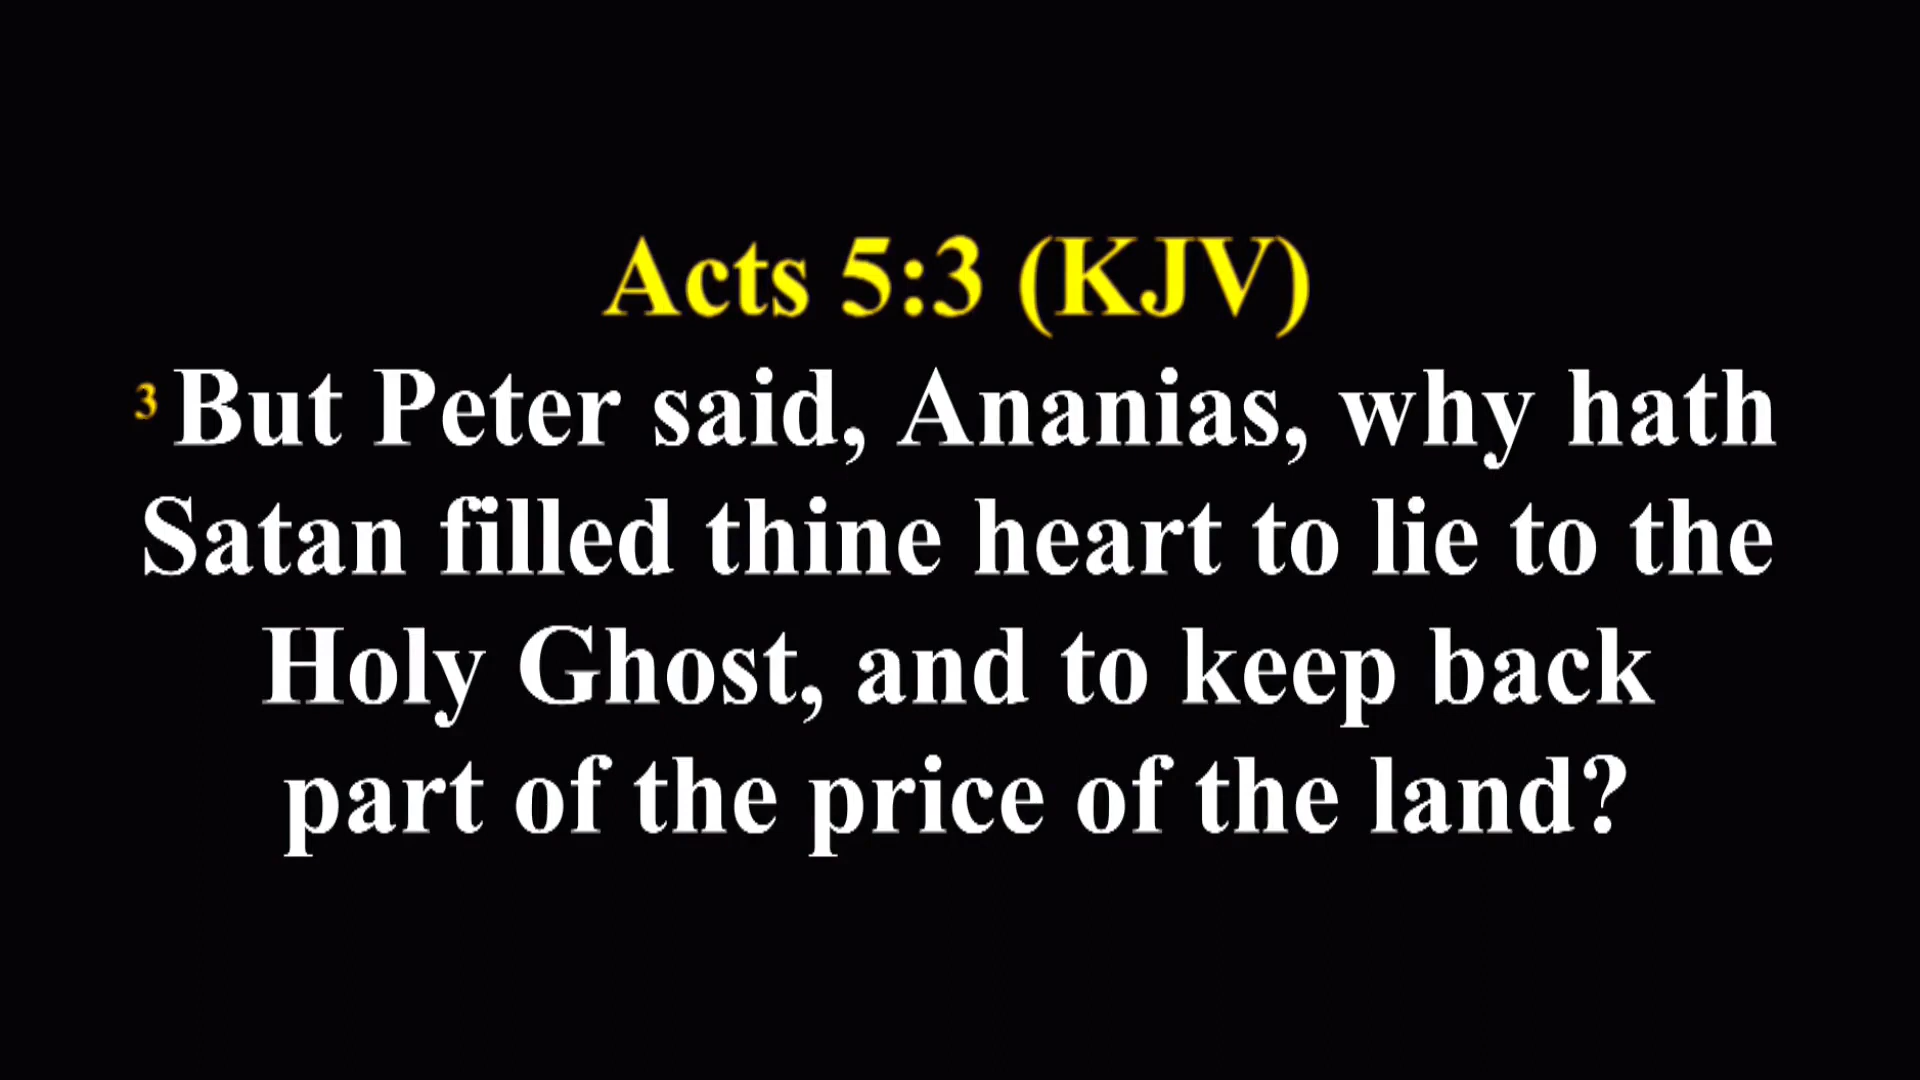 Acts 5:3 (KJV)
3 But Peter said, Ananias, why hath
Satan filled thine heart to lie to the
Holy Ghost, and to keep back
part of the price of the land?